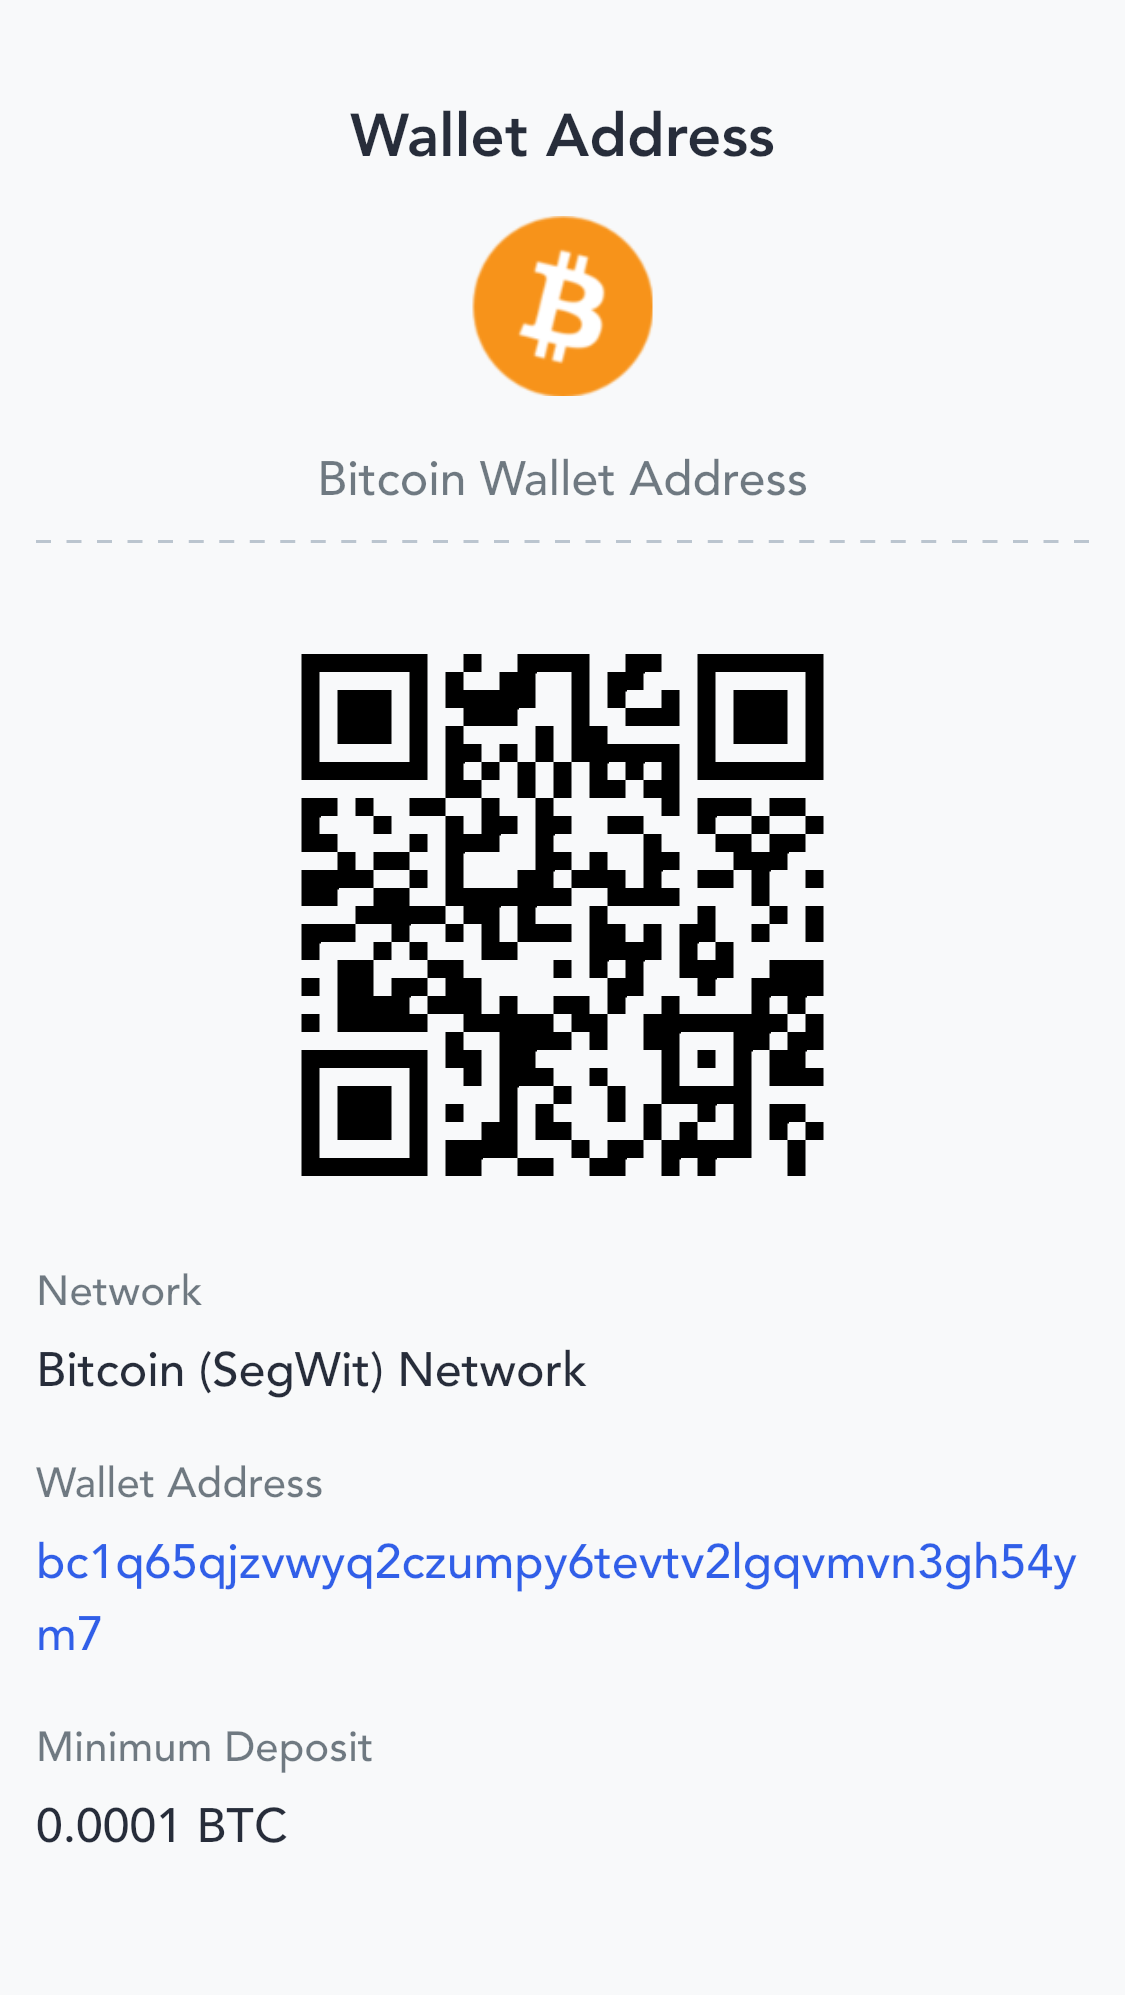 Wallet Address
Bitcoin Wallet Address
Network
Bitcoin (SegWit) Network
Wallet Address
bc1q65qjzvwyq2czumpy6tevtv2lgqvmvn3gh54y
m7
Minimum Deposit
0.0001 BTC